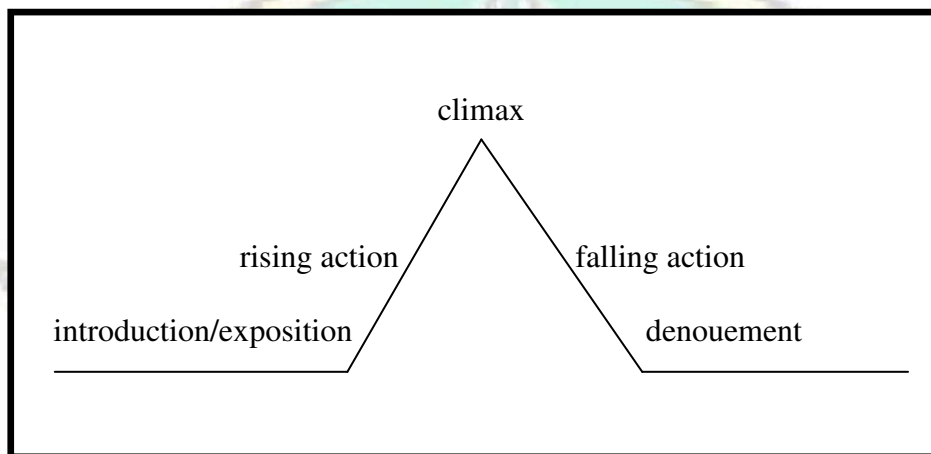 climax
rising action
falling action
introduction/exposition
denouement